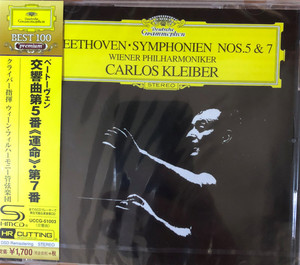 BEST 100
premium
ベートーヴェン
交響曲第5番《運命》・第7番
クライバー指揮 ウィーン・フィルハーモニー管弦楽団
SHM-CD
HR CUTTING
UCCG-51003
STEREO
¥1,700
Deutsche
Grammophon
BEETHOVEN · SYMPHONIEN NOS.5 & 7
WIENER PHILHARMONIKER
CARLOS KLEIBER
STEREO